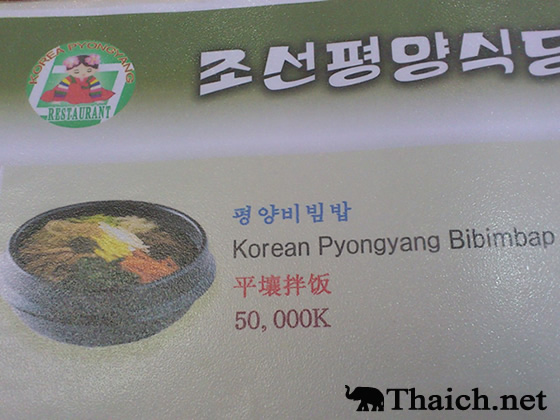 KOREA PYONGYANG
RESTAURANT
조선평양식당
평양비빔밥
Korean Pyongyang Bibimbap
平壤拌饭
50,000K
Thaich.net